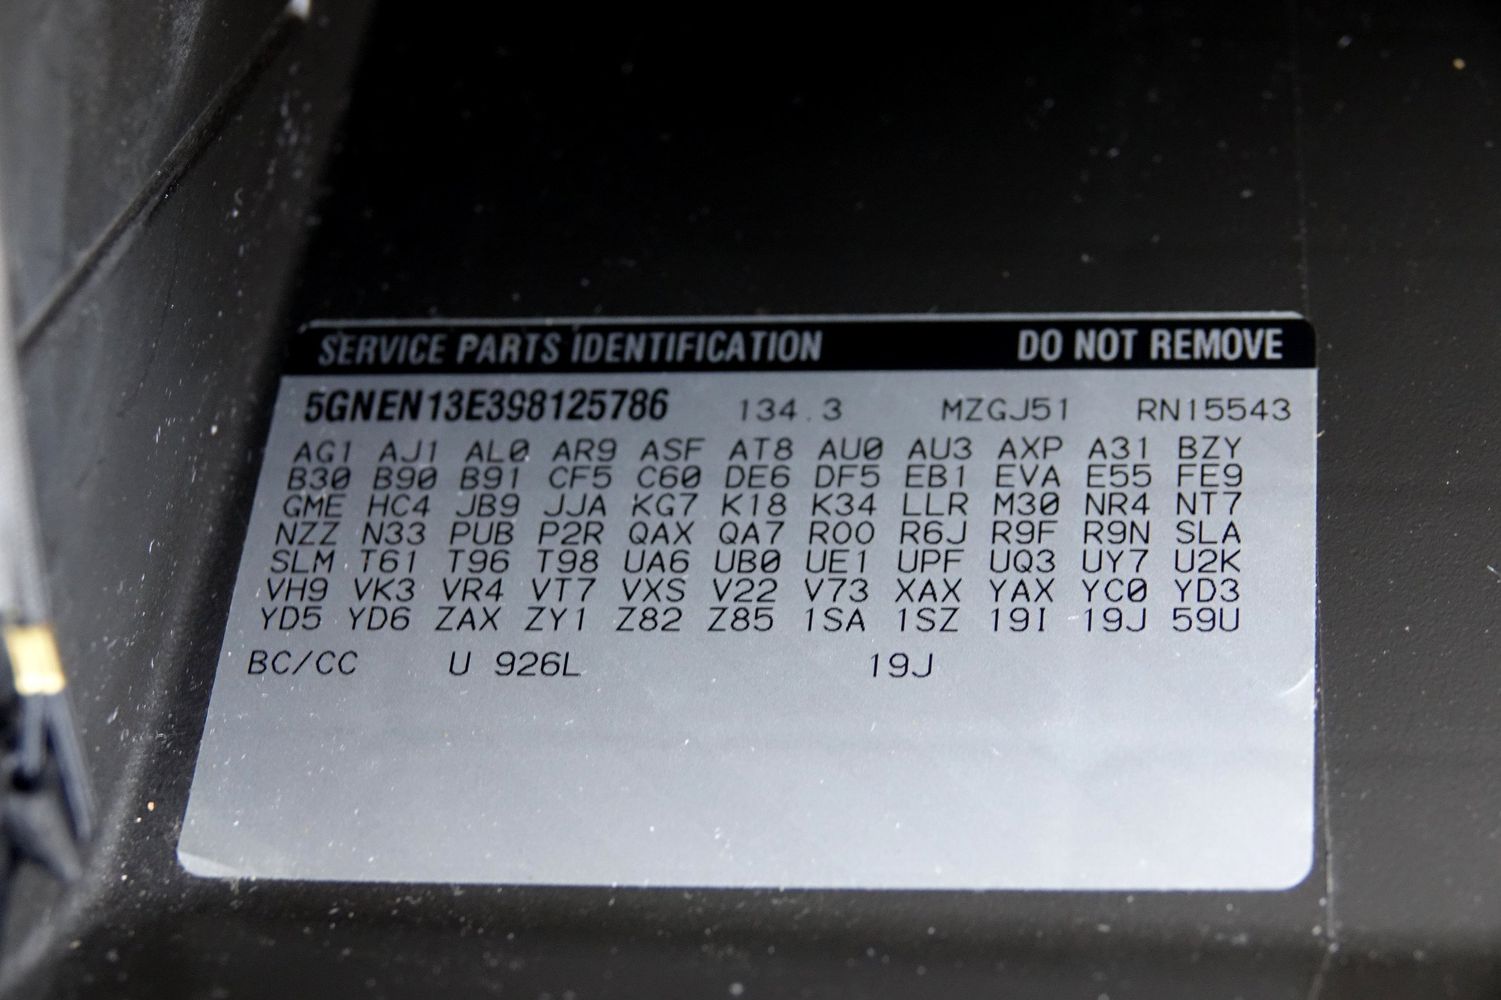 SERVICE PARTS IDENTIFICATION DO NOT REMOVE
5GNEN13E398125786 134.3 MZGJ51 RN15543
AG1 AJ1 AL0 AR9 ASF AT8 AU0 AU3 AXP A31 BZY
B30 B90 B91 CF5 C60 DE6 DF5 EB1 EVA E55 FE9
GME HC4 JB9 JJA KG7 K18 K34 LLR M30 NR4 NT7
NZZ N33 PUB P2R QAX QA7 ROO R6J R9F R9N SLA
SLM T61 T96 T98 UA6 UB0 UE1 UPF UQ3 UY7 U2K
VH9 VK3 VR4 VT7 VXS V22 V73 XAX YAX YC0 YD3
YD5 YD6 ZAX ZY1 Z82 Z85 1SA 1SZ 19I 19J 59U
BC/CC U 926L 19J